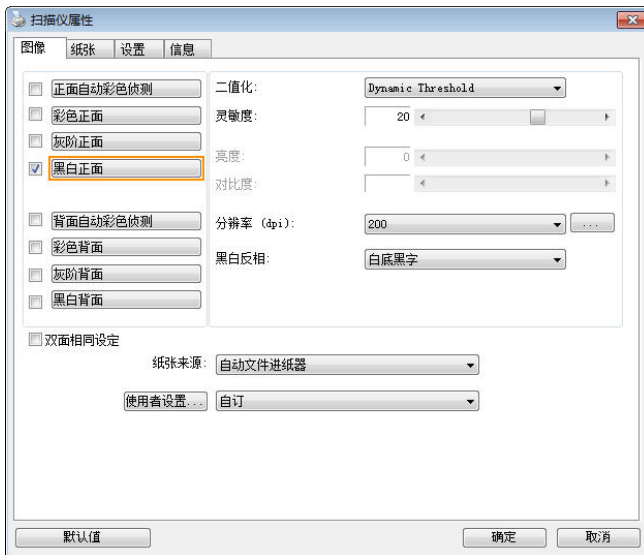 扫描仪属性
图像 纸张 设置 信息
正面自动彩色侦测
彩色正面
灰阶正面
黑白正面
背面自动彩色侦测
彩色背面
灰阶背面
黑白背面
二值化: Dynamic Threshold
灵敏度: 20
亮度: 0
对比度:
分辨率 (dpi): 200 ...
黑白反相: 白底黑字
双面相同设定
纸张来源: 自动文件进纸器
使用者设置... 自订
默认值 确定 取消